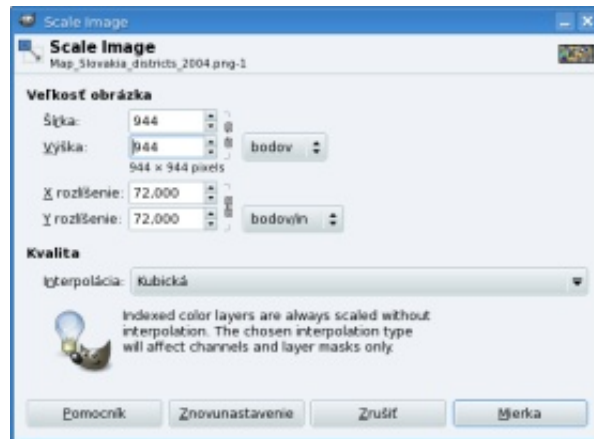 Scale Image
Scale Image
Map_Slovakia_districts_2004.png-1
Veľkosť obrázka
Šírka: 944
Výška: 944 bodov
944 × 944 pixels
X rozlíšenie: 72,000
Y rozlíšenie: 72,000 bodov/in
Kvalita
Interpolácia: Kubická
Indexed color layers are always scaled without
interpolation. The chosen interpolation type
will affect channels and layer masks only.
Pomocník Znovunastavenie Zrušiť Mierka